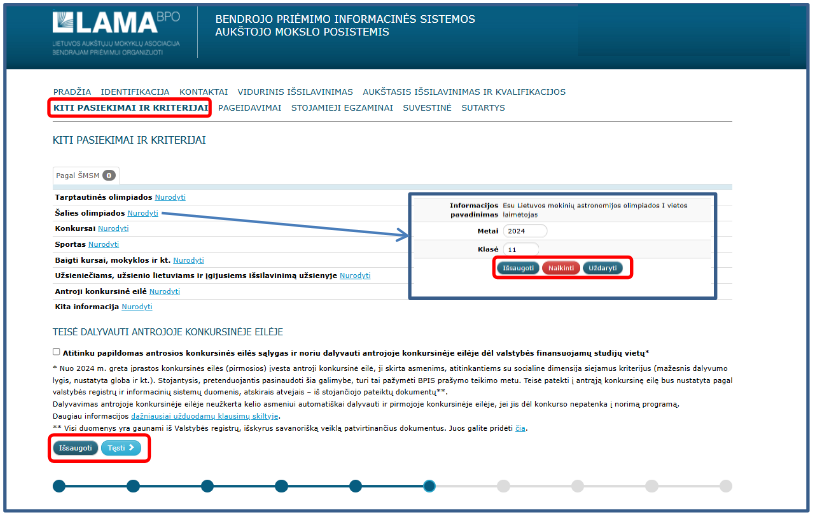 LAMA BPO
LIETUVOS AUKŠTŲJŲ MOKYKLŲ ASOCIACIJA
BENDRAJAM PRIĖMIMUI ORGANIZUOTI
BENDROJO PRIĖMIMO INFORMACINĖS SISTEMOS
AUKŠTOJO MOKSLO POSISTEMIS
PRADŽIA IDENTIFIKACIJA KONTAKTAI VIDURINIS IŠSILAVINIMAS AUKŠTASIS IŠSILAVINIMAS IR KVALIFIKACIJOS
KITI PASIEKIMAI IR KRITERIJAI PAGEIDAVIMAI STOJAMIEJI EGZAMINAI SUVESTINĖ SUTARTYS
KITI PASIEKIMAI IR KRITERIJAI
Pagal ŠMSM 0
Tarptautinės olimpiados Nurodyti
Šalies olimpiados Nurodyti
Konkursai Nurodyti
Sportas Nurodyti
Baigti kursai, mokyklos ir kt. Nurodyti
Užsieniečiams, užsienio lietuviams ir įgijusiems išsilavinimą užsienyje Nurodyti
Antroji konkursinė eilė Nurodyti
Kita informacija Nurodyti
Informacijos pavadinimas Esu Lietuvos mokinių astronomijos olimpiados I vietos laimėtojas
Metai 2024
Klasė 11
Išsaugoti Naikinti Uždaryti
TEISĖ DALYVAUTI ANTROJOJE KONKURSINĖJE EILĖJE
Atitinku papildomas antrosios konkursinės eilės sąlygas ir noriu dalyvauti antrojoje konkursinėje eilėje dėl valstybės finansuojamų studijų vietų*
* Nuo 2024 m. greta įprastos konkursinės eilės (pirmosios) įvesta antroji konkursinė eilė, ji skirta asmenims, atitinkantiems su socialine dimensija siejamus kriterijus (mažesnis dalyvumo
lygis, nustatyta globa ir kt.). Stojantysis, pretenduojantis pasinaudoti šia galimybe, turi tai pažymėti BPIS prašymo teikimo metu. Teisė patekti į antrąją konkursinę eilę bus nustatyta pagal
valstybės registrų ir informacinių sistemų duomenis, atskirais atvejais – iš stojančiojo pateiktų dokumentų**.
Dalyvavimas antrojoje konkursinėje eilėje neužkerta kelio asmeniui automatiškai dalyvauti ir pirmojoje konkursinėje eilėje, jei jis dėl konkurso nepatenka į norimą programą,
Daugiau informacijos dažniausiai užduodamų klausimų skiltyje.
** Visi duomenys yra gaunami iš Valstybės registrų, išskyrus savanorišką veiklą patvirtinančius dokumentus. Juos galite pridėti čia.
Išsaugoti Tęsti